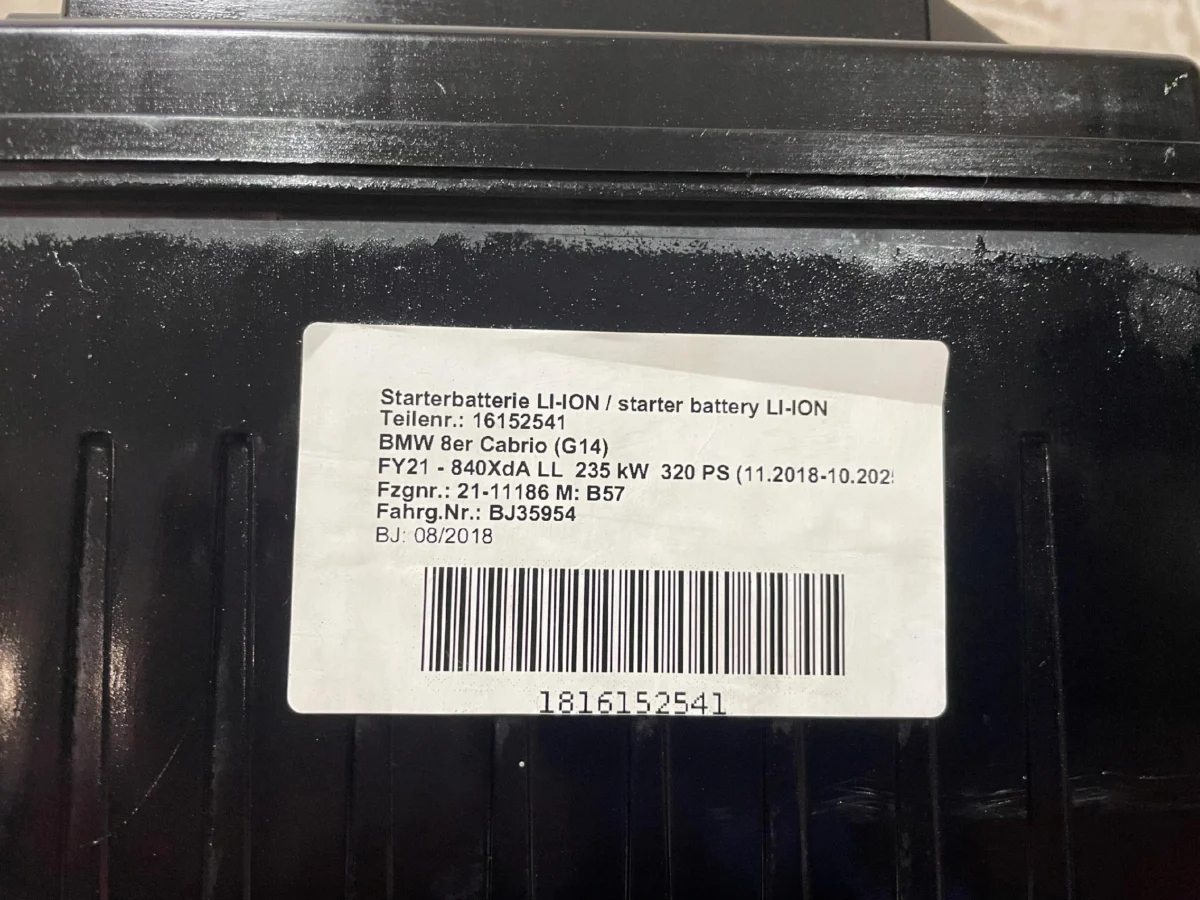 Starterbatterie LI-ION / starter battery LI-ION
Teilenr.: 16152541
BMW 8er Cabrio (G14)
FY21 - 840XdA LL 235 kW 320 PS (11.2018-10.202
Fzgnr.: 21-11186 M: B57
Fahrg.Nr.: BJ35954
BJ: 08/2018
1816152541